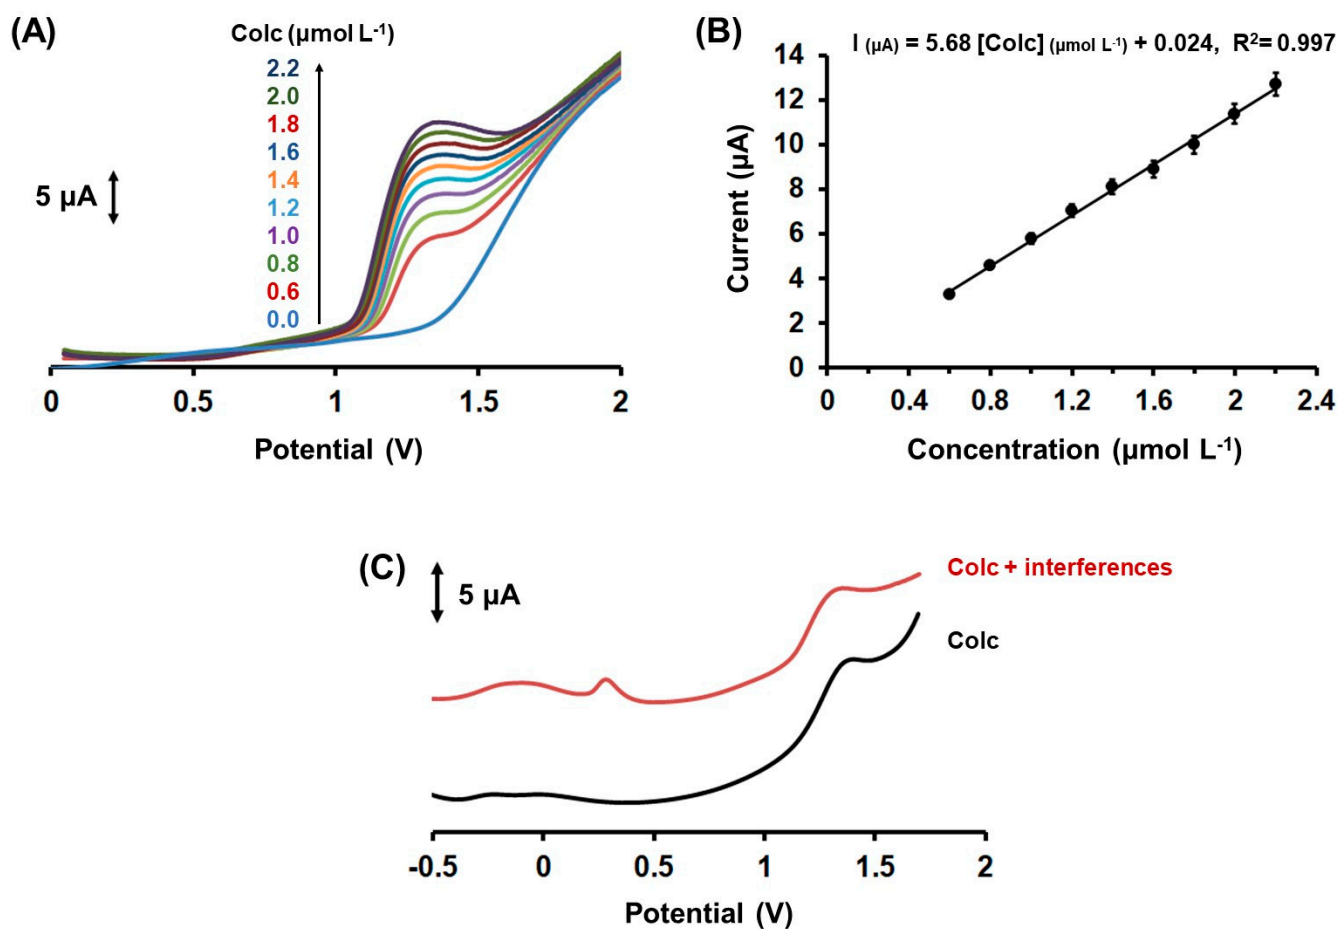 (A)
Colc (µmol L-1)
2.2
2.0
1.8
1.6
1.4
1.2
1.0
0.8
0.6
0.0
5 µA
0 0.5 1 1.5 2
Potential (V)
(B)
I (µA) = 5.68 [Colc] (µmol L-1) + 0.024, R2= 0.997
14
12
10
8
6
4
2
0
Current (µA)
0 0.4 0.8 1.2 1.6 2 2.4
Concentration (µmol L-1)
(C)
5 µA
Colc + interferences
Colc
-0.5 0 0.5 1 1.5 2
Potential (V)